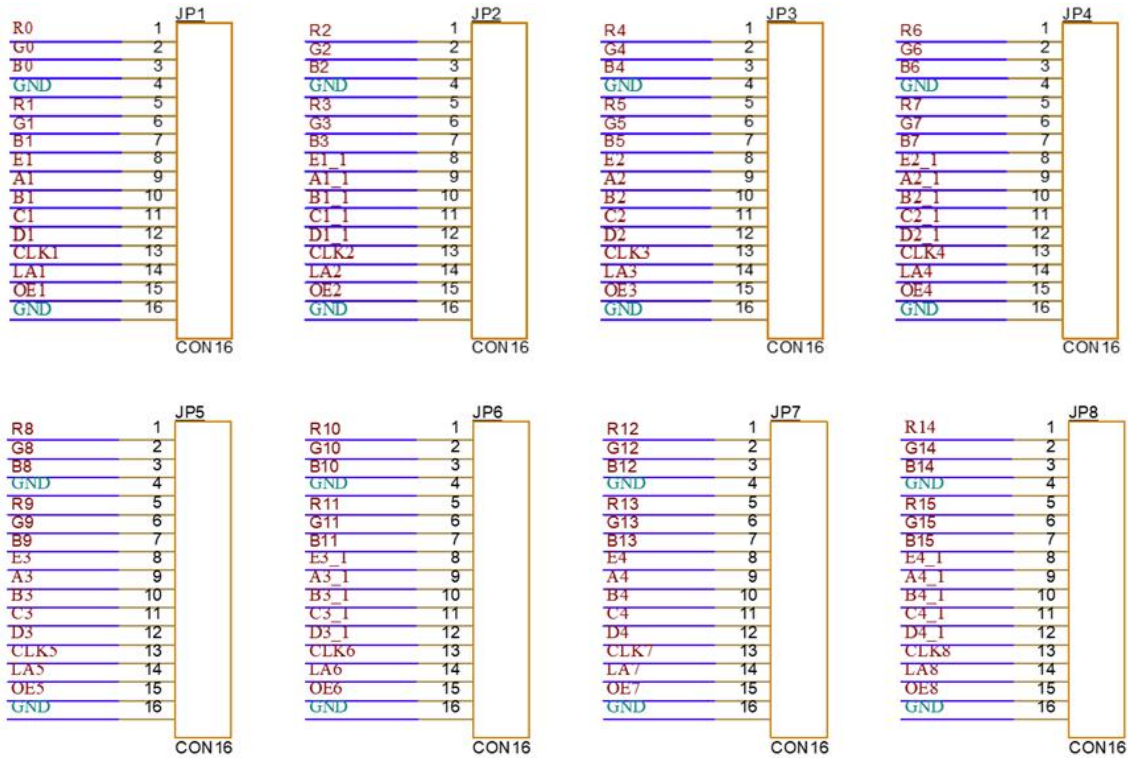 JP1
R0 1
G0 2
B0 3
GND 4
R1 5
G1 6
B1 7
E1 8
A1 9
B1 10
C1 11
D1 12
CLK1 13
LA1 14
OE1 15
GND 16
CON16
JP2
R2 1
G2 2
B2 3
GND 4
R3 5
G3 6
B3 7
E1_1 8
A1_1 9
B1_1 10
C1_1 11
D1_1 12
CLK2 13
LA2 14
OE2 15
GND 16
CON16
JP3
R4 1
G4 2
B4 3
GND 4
R5 5
G5 6
B5 7
E2 8
A2 9
B2 10
C2 11
D2 12
CLK3 13
LA3 14
OE3 15
GND 16
CON16
JP4
R6 1
G6 2
B6 3
GND 4
R7 5
G7 6
B7 7
E2_1 8
A2_1 9
B2_1 10
C2_1 11
D2_1 12
CLK4 13
LA4 14
OE4 15
GND 16
CON16
JP5
R8 1
G8 2
B8 3
GND 4
R9 5
G9 6
B9 7
E3 8
A3 9
B3 10
C3 11
D3 12
CLK5 13
LA5 14
OE5 15
GND 16
CON16
JP6
R10 1
G10 2
B10 3
GND 4
R11 5
G11 6
B11 7
E3_1 8
A3_1 9
B3_1 10
C3_1 11
D3_1 12
CLK6 13
LA6 14
OE6 15
GND 16
CON16
JP7
R12 1
G12 2
B12 3
GND 4
R13 5
G13 6
B13 7
E4 8
A4 9
B4 10
C4 11
D4 12
CLK7 13
LA7 14
OE7 15
GND 16
CON16
JP8
R14 1
G14 2
B14 3
GND 4
R15 5
G15 6
B15 7
E4_1 8
A4_1 9
B4_1 10
C4_1 11
D4_1 12
CLK8 13
LA8 14
OE8 15
GND 16
CON16